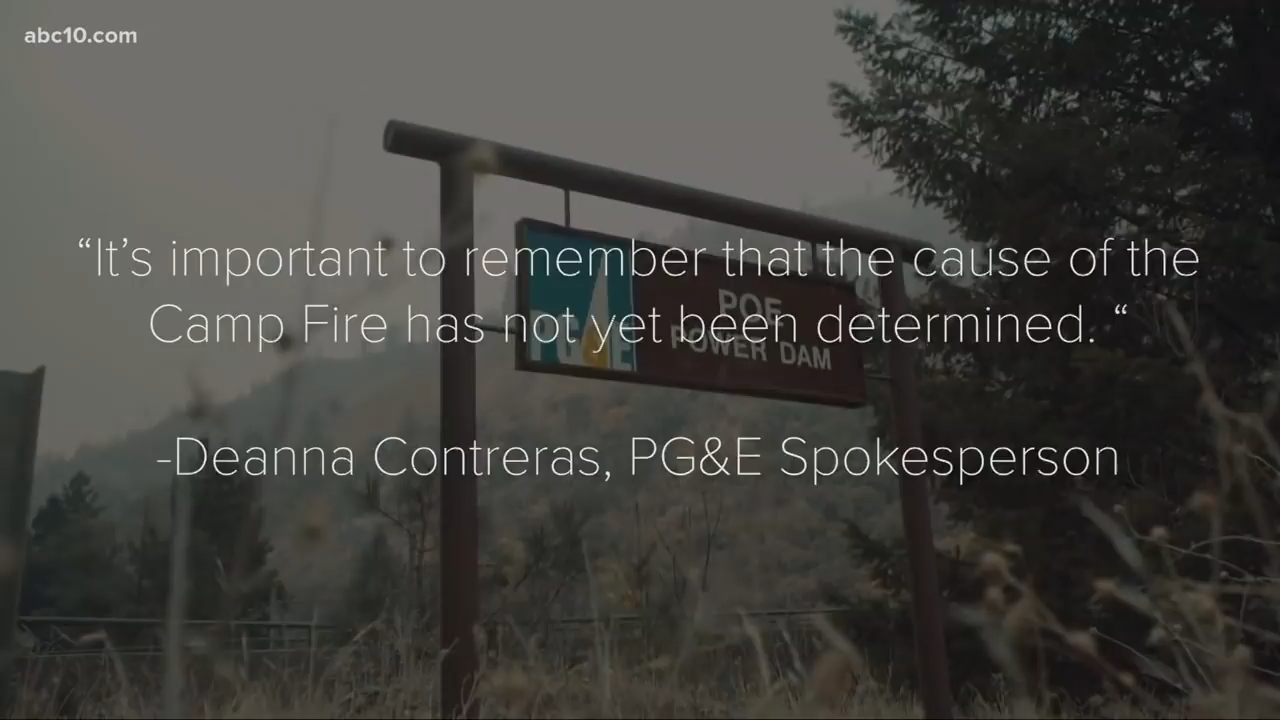 abc10.com
“It’s important to remember that the cause of the
Camp Fire has not yet been determined. “
-Deanna Contreras, PG&E Spokesperson
PG&E
POE
POWER DAM